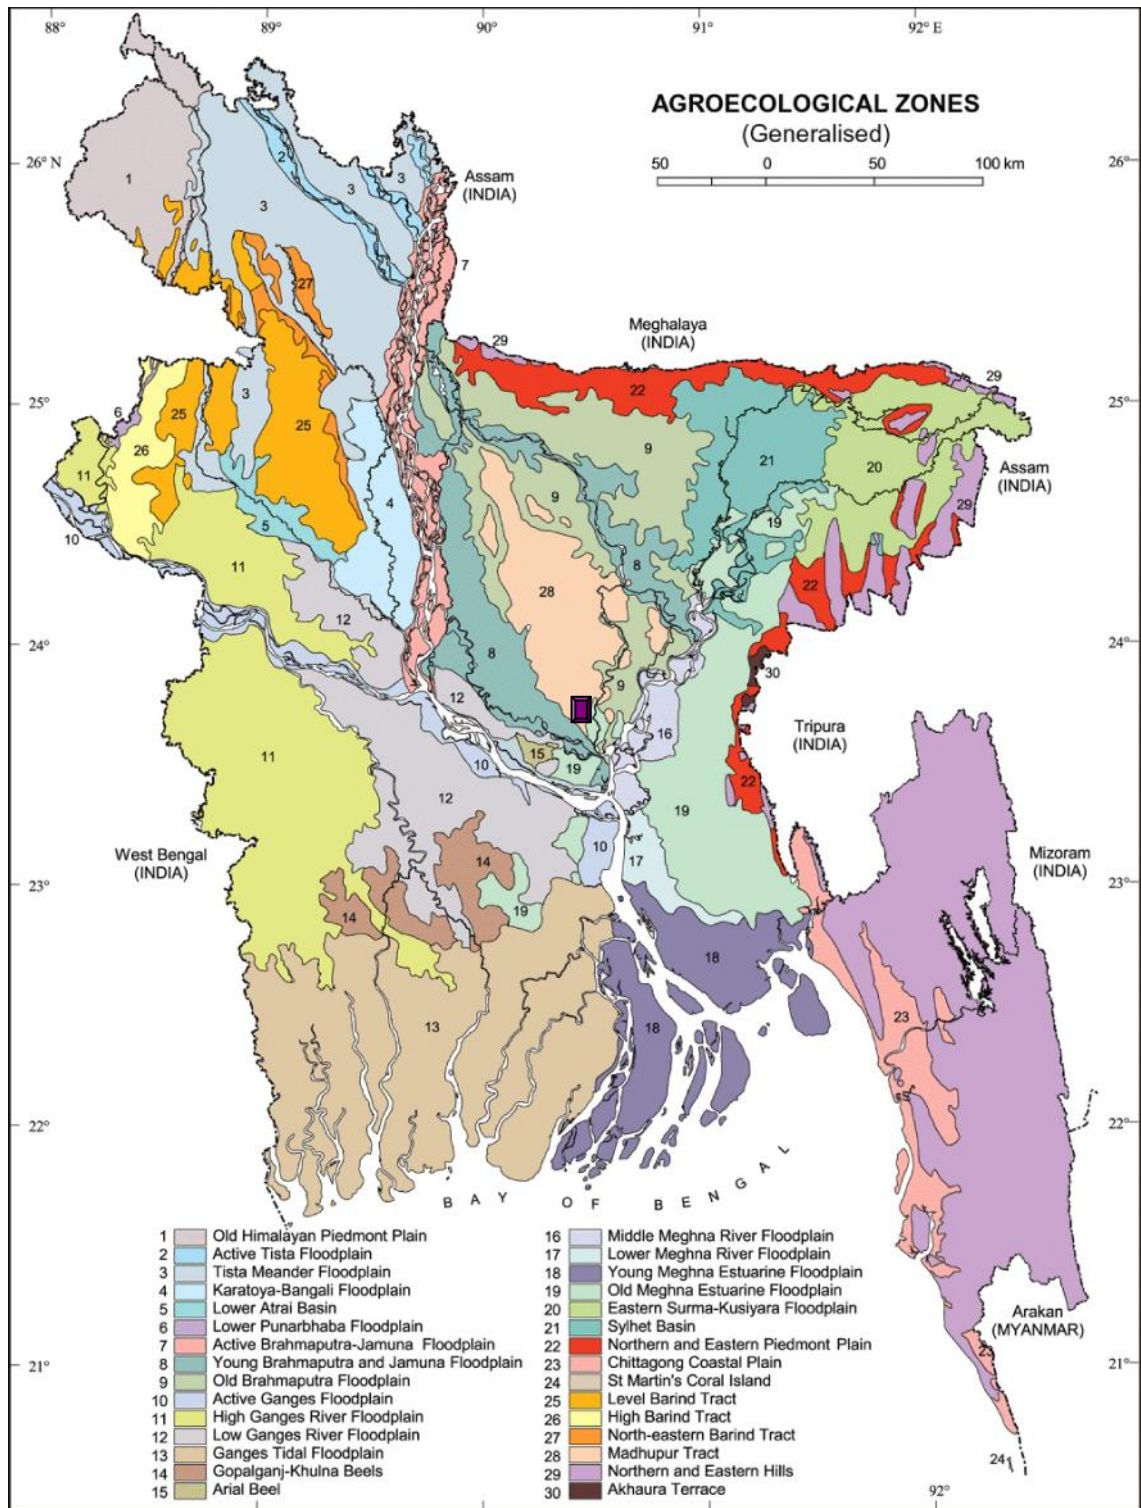 88° 89° 90° 91° 92° E
AGROECOLOGICAL ZONES
(Generalised)
50 0 50 100 km
26° N
26°
Assam
(INDIA)
2
3
3
1
3
7
27
Meghalaya
(INDIA)
29
29
22
25°
25°
6
25
3
25
9
26
11
4
9
21
20
Assam
(INDIA)
10
5
19
29
11
8
22
12
28
24°
24°
8
9
30
12
16
Tripura
(INDIA)
11
10
15
19
22
12
19
10
17
West Bengal
(INDIA)
14
Mizoram
(INDIA)
23°
23°
14
19
18
13
18
23
22°
22°
BAY OF BENGAL
Arakan
(MYANMAR)
21°
21°
23
24
92°
1 Old Himalayan Piedmont Plain
2 Active Tista Floodplain
3 Tista Meander Floodplain
4 Karatoya-Bangali Floodplain
5 Lower Atrai Basin
6 Lower Punarbhaba Floodplain
7 Active Brahmaputra-Jamuna Floodplain
8 Young Brahmaputra and Jamuna Floodplain
9 Old Brahmaputra Floodplain
10 Active Ganges Floodplain
11 High Ganges River Floodplain
12 Low Ganges River Floodplain
13 Ganges Tidal Floodplain
14 Gopalganj-Khulna Beels
15 Arial Beel
16 Middle Meghna River Floodplain
17 Lower Meghna River Floodplain
18 Young Meghna Estuarine Floodplain
19 Old Meghna Estuarine Floodplain
20 Eastern Surma-Kusiyara Floodplain
21 Sylhet Basin
22 Northern and Eastern Piedmont Plain
23 Chittagong Coastal Plain
24 St Martin's Coral Island
25 Level Barind Tract
26 High Barind Tract
27 North-eastern Barind Tract
28 Madhupur Tract
29 Northern and Eastern Hills
30 Akhaura Terrace